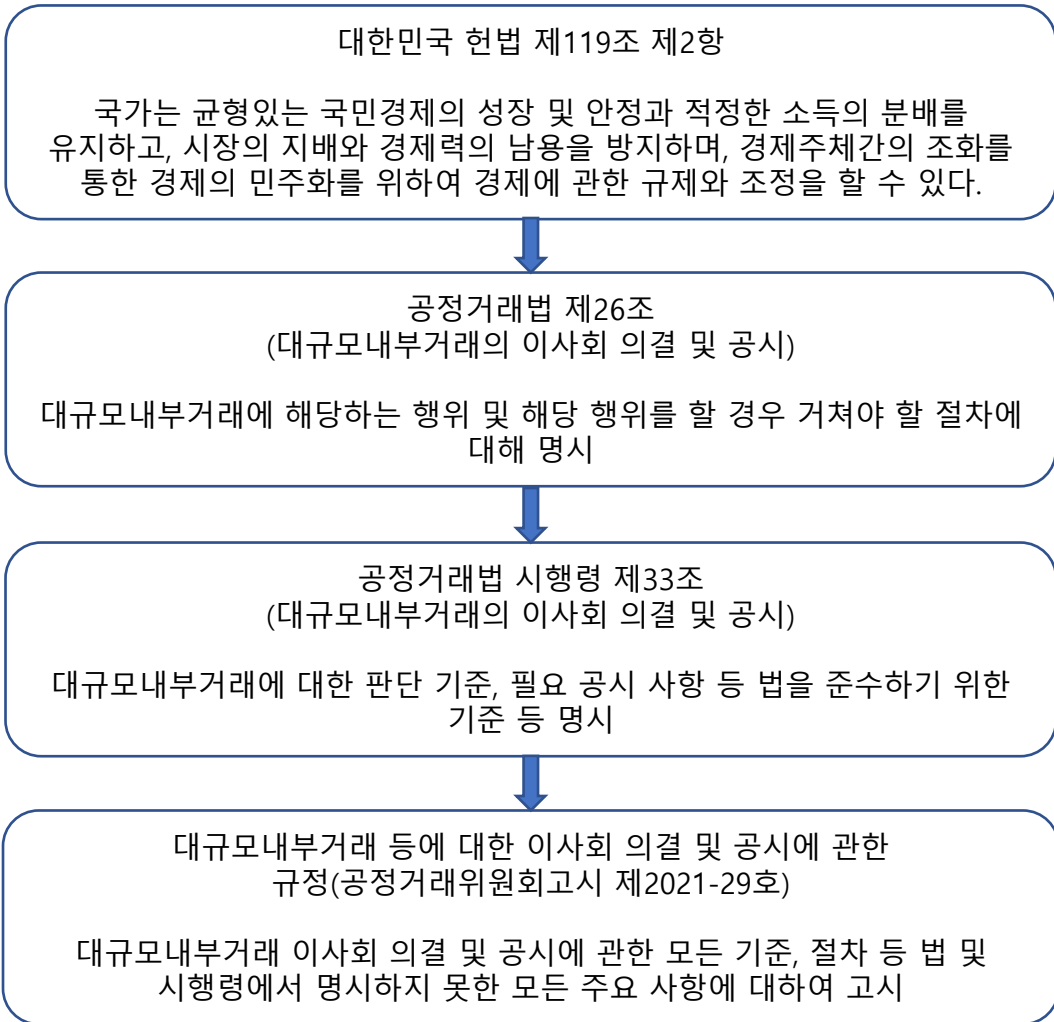 대한민국 헌법 제119조 제2항
국가는 균형있는 국민경제의 성장 및 안정과 적정한 소득의 분배를
유지하고, 시장의 지배와 경제력의 남용을 방지하며, 경제주체간의 조화를
통한 경제의 민주화를 위하여 경제에 관한 규제와 조정을 할 수 있다.
공정거래법 제26조
(대규모내부거래의 이사회 의결 및 공시)
대규모내부거래에 해당하는 행위 및 해당 행위를 할 경우 거쳐야 할 절차에
대해 명시
공정거래법 시행령 제33조
(대규모내부거래의 이사회 의결 및 공시)
대규모내부거래에 대한 판단 기준, 필요 공시 사항 등 법을 준수하기 위한
기준 등 명시
대규모내부거래 등에 대한 이사회 의결 및 공시에 관한
규정(공정거래위원회고시 제2021-29호)
대규모내부거래 이사회 의결 및 공시에 관한 모든 기준, 절차 등 법 및
시행령에서 명시하지 못한 모든 주요 사항에 대하여 고시